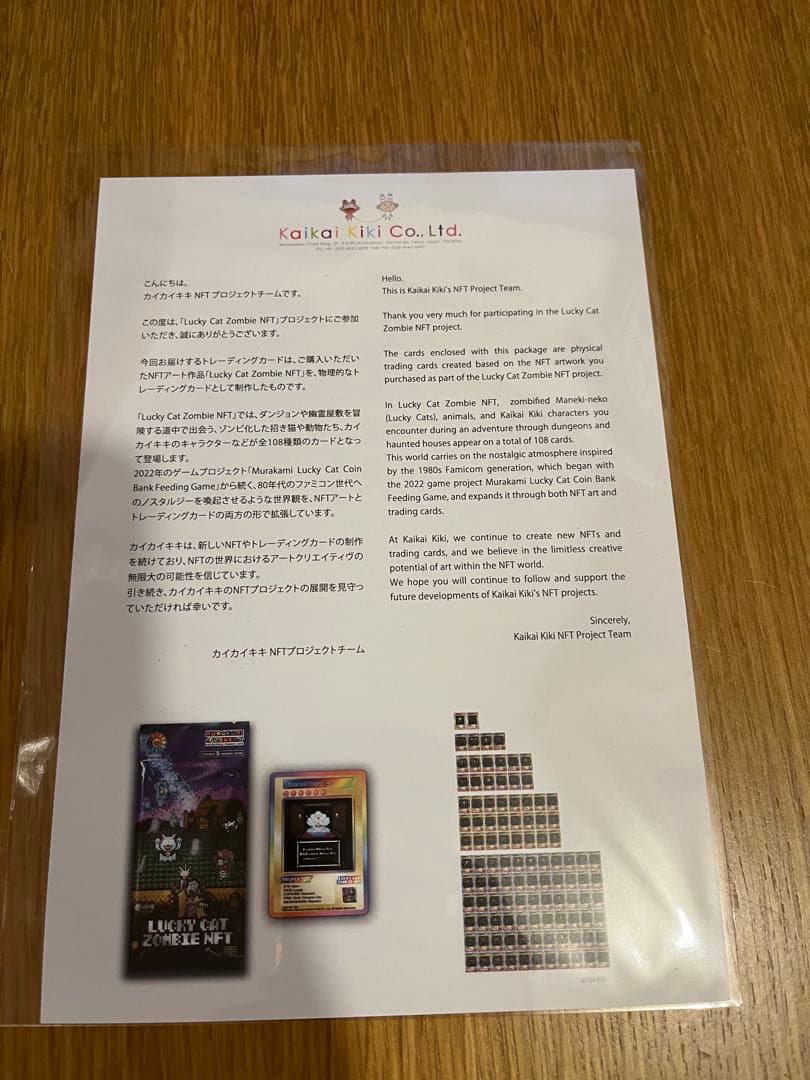 Kaikai Kiki Co., Ltd.
こんにちは。
カイカイキキ NFT プロジェクトチームです。
この度は、「Lucky Cat Zombie NFT」プロジェクトにご参加
いただき、誠にありがとうございます。
今回お届けするトレーディングカードは、ご購入いただい
たNFTアート作品「Lucky Cat Zombie NFT」を、物理的なト
レーディングカードとして制作したものです。
「Lucky Cat Zombie NFT」では、ダンジョンや幽霊屋敷を冒
険する道中で出会う、ゾンビ化した招き猫や動物たち、カイ
カイキキのキャラクターなどが全108種類のカードとなっ
て登場します。
2022年のゲームプロジェクト「Murakami Lucky Cat Coin
Bank Feeding Game」から続く、80年代のファミコン世代へ
のノスタルジーを喚起させるような世界観を、NFTアートと
トレーディングカードの両方の形で拡張しています。
カイカイキキは、新しいNFTやトレーディングカードの制作
を続けており、NFTの世界におけるアートクリエイティヴの
無限大の可能性を信じています。
引き続き、カイカイキキのNFTプロジェクトの展開を見守っ
ていただければ幸いです。
カイカイキキ NFTプロジェクトチーム
Hello.
This is Kaikai Kiki's NFT Project Team.
Thank you very much for participating in the Lucky Cat
Zombie NFT project.
The cards enclosed with this package are physical
trading cards created based on the NFT artwork you
purchased as part of the Lucky Cat Zombie NFT project.
In Lucky Cat Zombie NFT, zombified Maneki-neko
(Lucky Cats), animals, and Kaikai Kiki characters you
encounter during an adventure through dungeons and
haunted houses appear on a total of 108 cards.
This world carries on the nostalgic atmosphere inspired
by the 1980s Famicom generation, which began with
the 2022 game project Murakami Lucky Cat Coin Bank
Feeding Game, and expands it through both NFT art and
trading cards.
At Kaikai Kiki, we continue to create new NFTs and
trading cards, and we believe in the limitless creative
potential of art within the NFT world.
We hope you will continue to follow and support the
future developments of Kaikai Kiki's NFT projects.
Sincerely,
Kaikai Kiki NFT Project Team
LUCKY CAT
ZOMBIE NFT